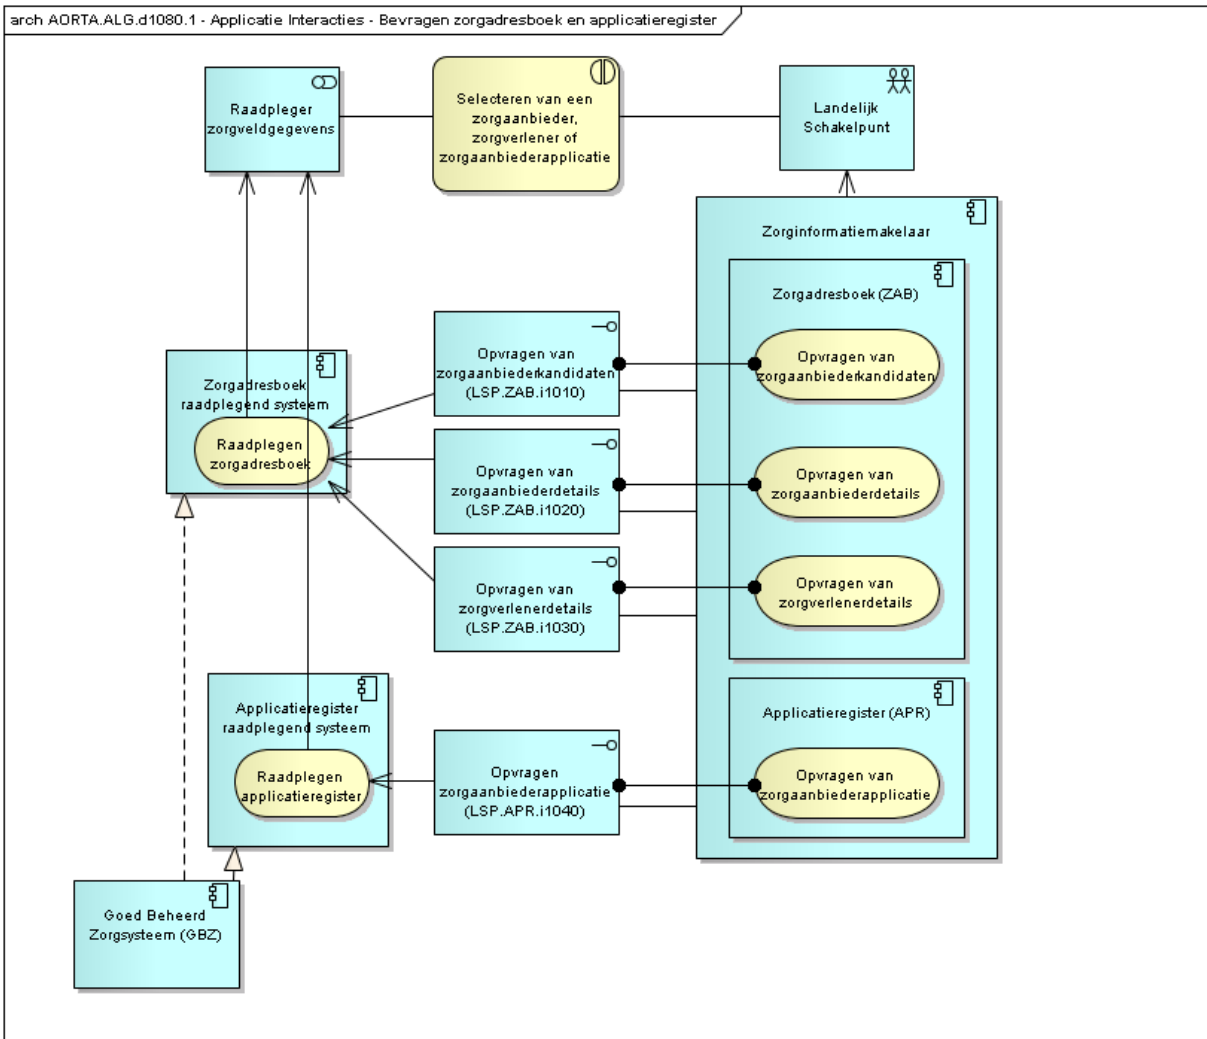 arch AORTA.ALG.d1080.1 - Applicatie Interacties - Bevragen zorgadresboek en applicatieregister
Raadpleger
zorgveldgegevens
Selecteren van een
zorgaanbieder,
zorgverlener of
zorgaanbiederapplicatie
Landelijk
Schakelpunt
Zorginformatiemakelaar
Zorgadresboek (ZAB)
Opvragen van
zorgaanbiederkandidaten
Opvragen van
zorgaanbiederdetails
Opvragen van
zorgverlenerdetails
Zorgadresboek
raadplegend systeem
Raadplegen
zorgadresboek
Opvragen van
zorgaanbiederkandidaten
(LSP.ZAB.i1010)
Opvragen van
zorgaanbiederdetails
(LSP.ZAB.i1020)
Opvragen van
zorgverlenerdetails
(LSP.ZAB.i1030)
Applicatieregister
raadplegend systeem
Raadplegen
applicatieregister
Opvragen
zorgaanbiederapplicatie
(LSP.APR.i1040)
Applicatieregister (APR)
Opvragen van
zorgaanbiederapplicatie
Goed Beheerd
Zorgsysteem (GBZ)